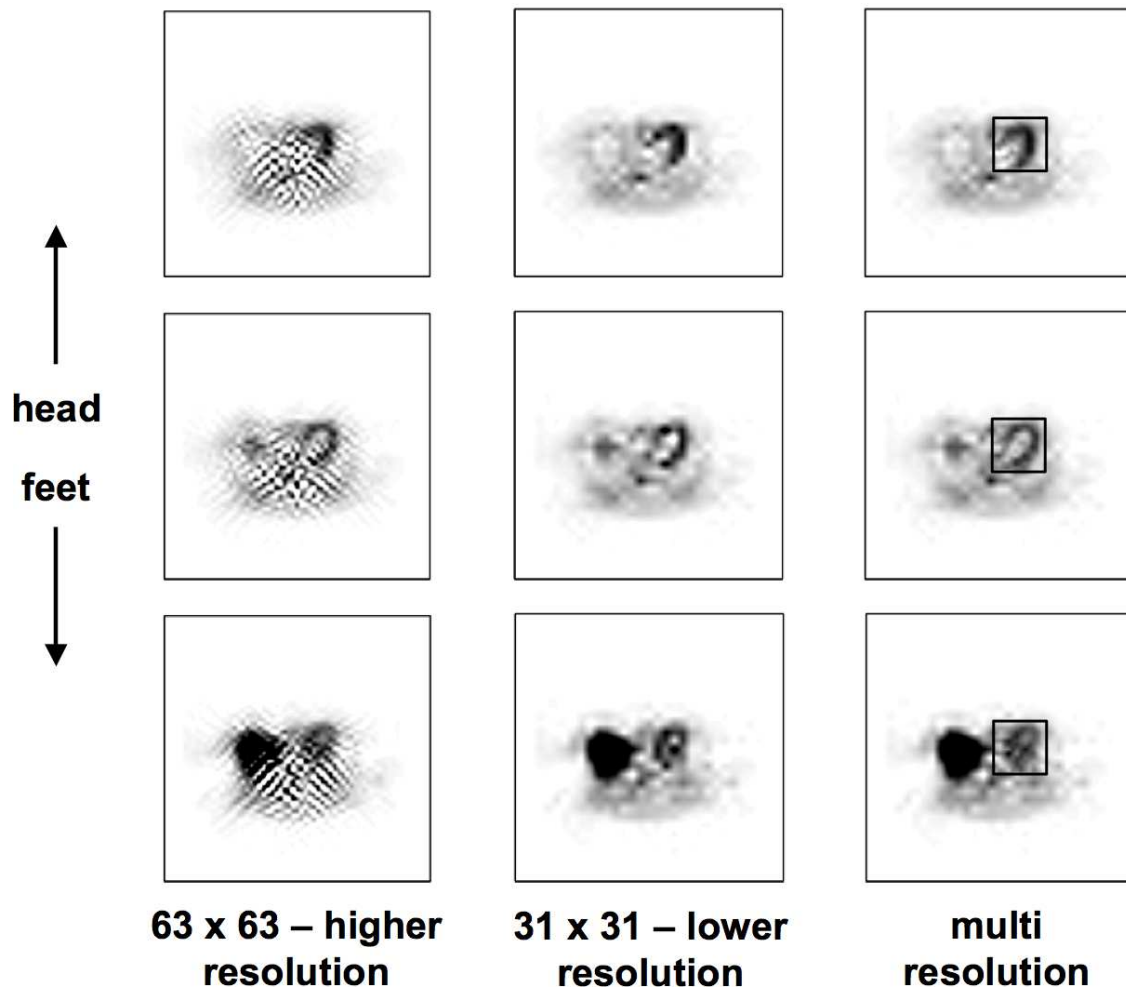 head
feet
63 x 63 – higher
resolution
31 x 31 – lower
resolution
multi
resolution